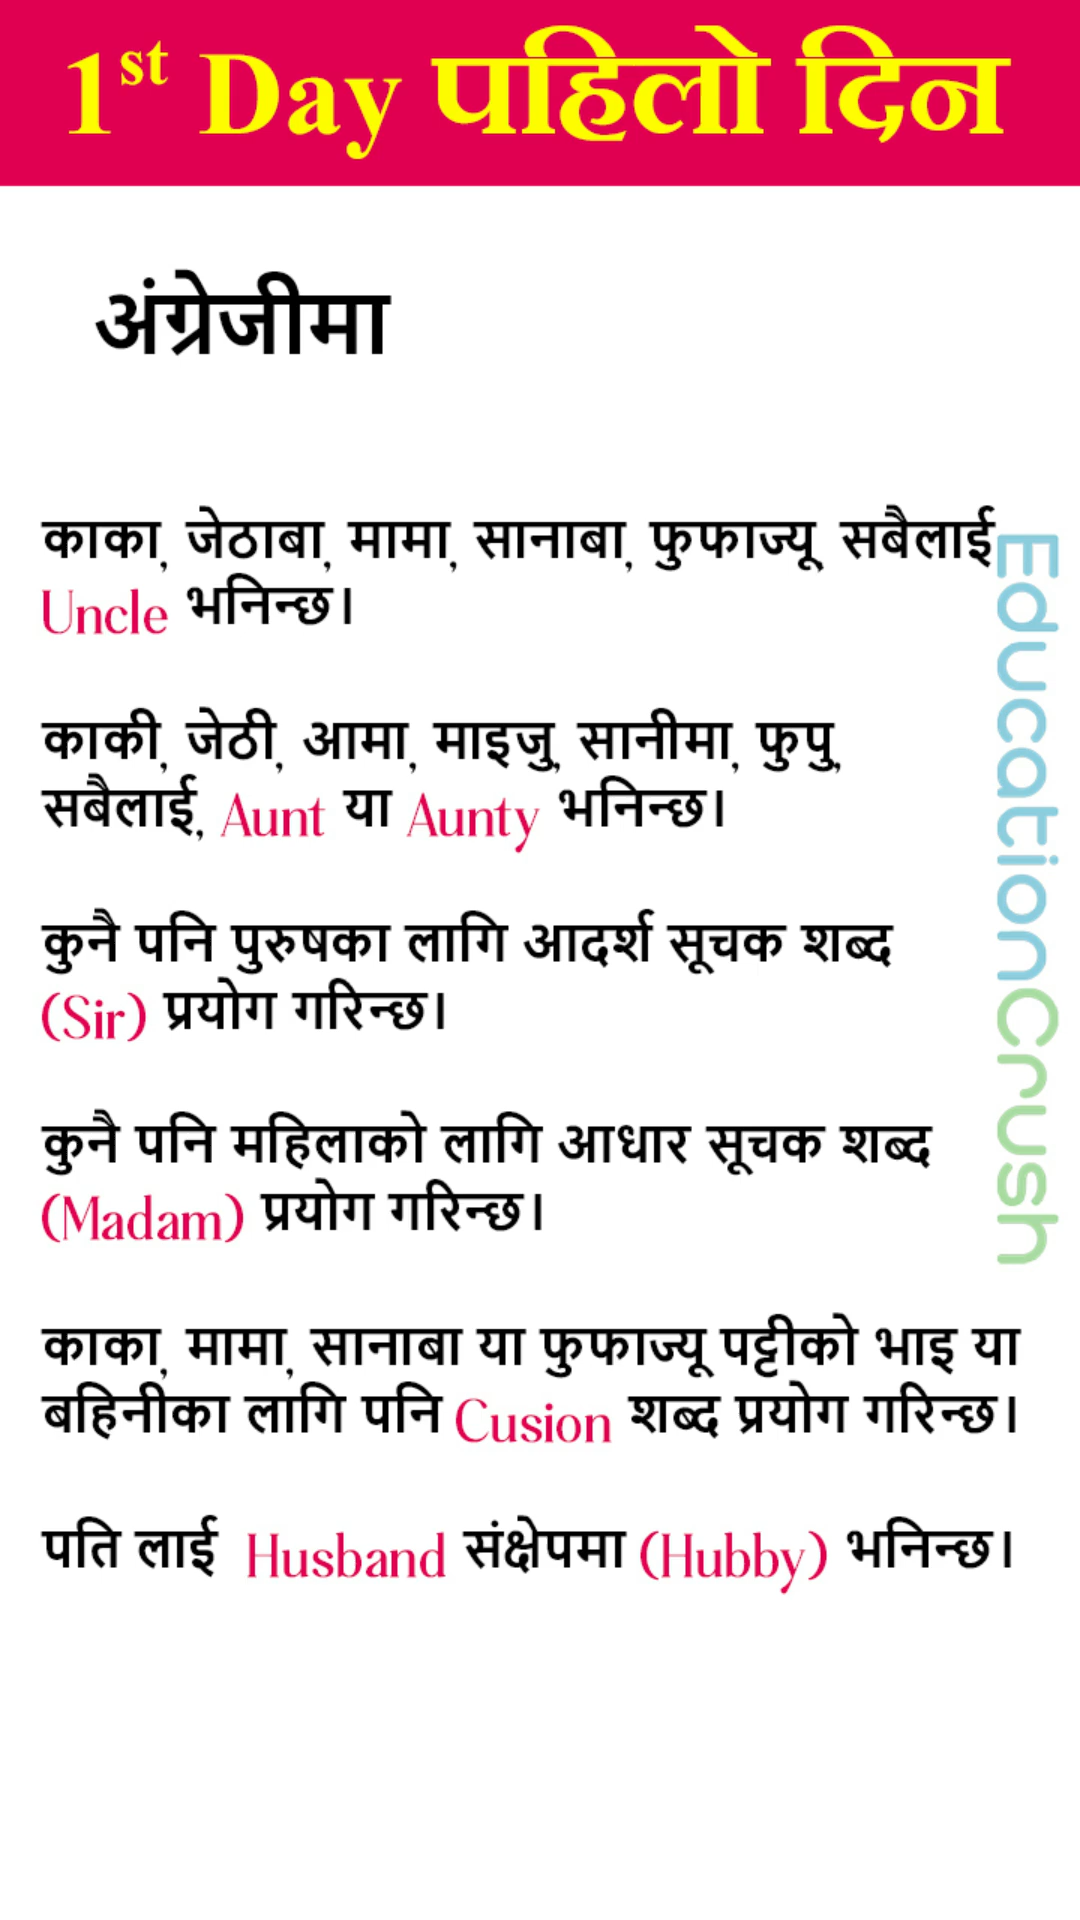 1st Day पहिलो दिन
अंग्रेजीमा
काका, जेठाबा, मामा, सानाबा, फुफाज्यू, सबैलाई
Uncle भनिन्छ।
काकी, जेठी, आमा, माइजु, सानीमा, फुपु,
सबैलाई, Aunt या Aunty भनिन्छ।
कुनै पनि पुरुषका लागि आदर्श सूचक शब्द
(Sir) प्रयोग गरिन्छ।
कुनै पनि महिलाको लागि आधार सूचक शब्द
(Madam) प्रयोग गरिन्छ।
काका, मामा, सानाबा या फुफाज्यू पट्टीको भाइ या
बहिनीका लागि पनि Cusion शब्द प्रयोग गरिन्छ।
पति लाई Husband संक्षेपमा (Hubby) भनिन्छ।
EducationCrush